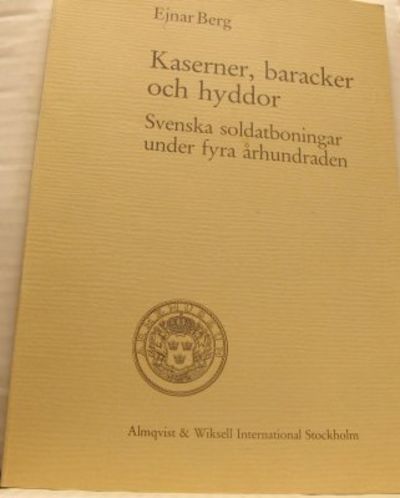 Ejnar Berg
Kaserner, baracker
och hyddor
Svenska soldatboningar
under fyra århundraden
Almqvist & Wiksell International Stockholm